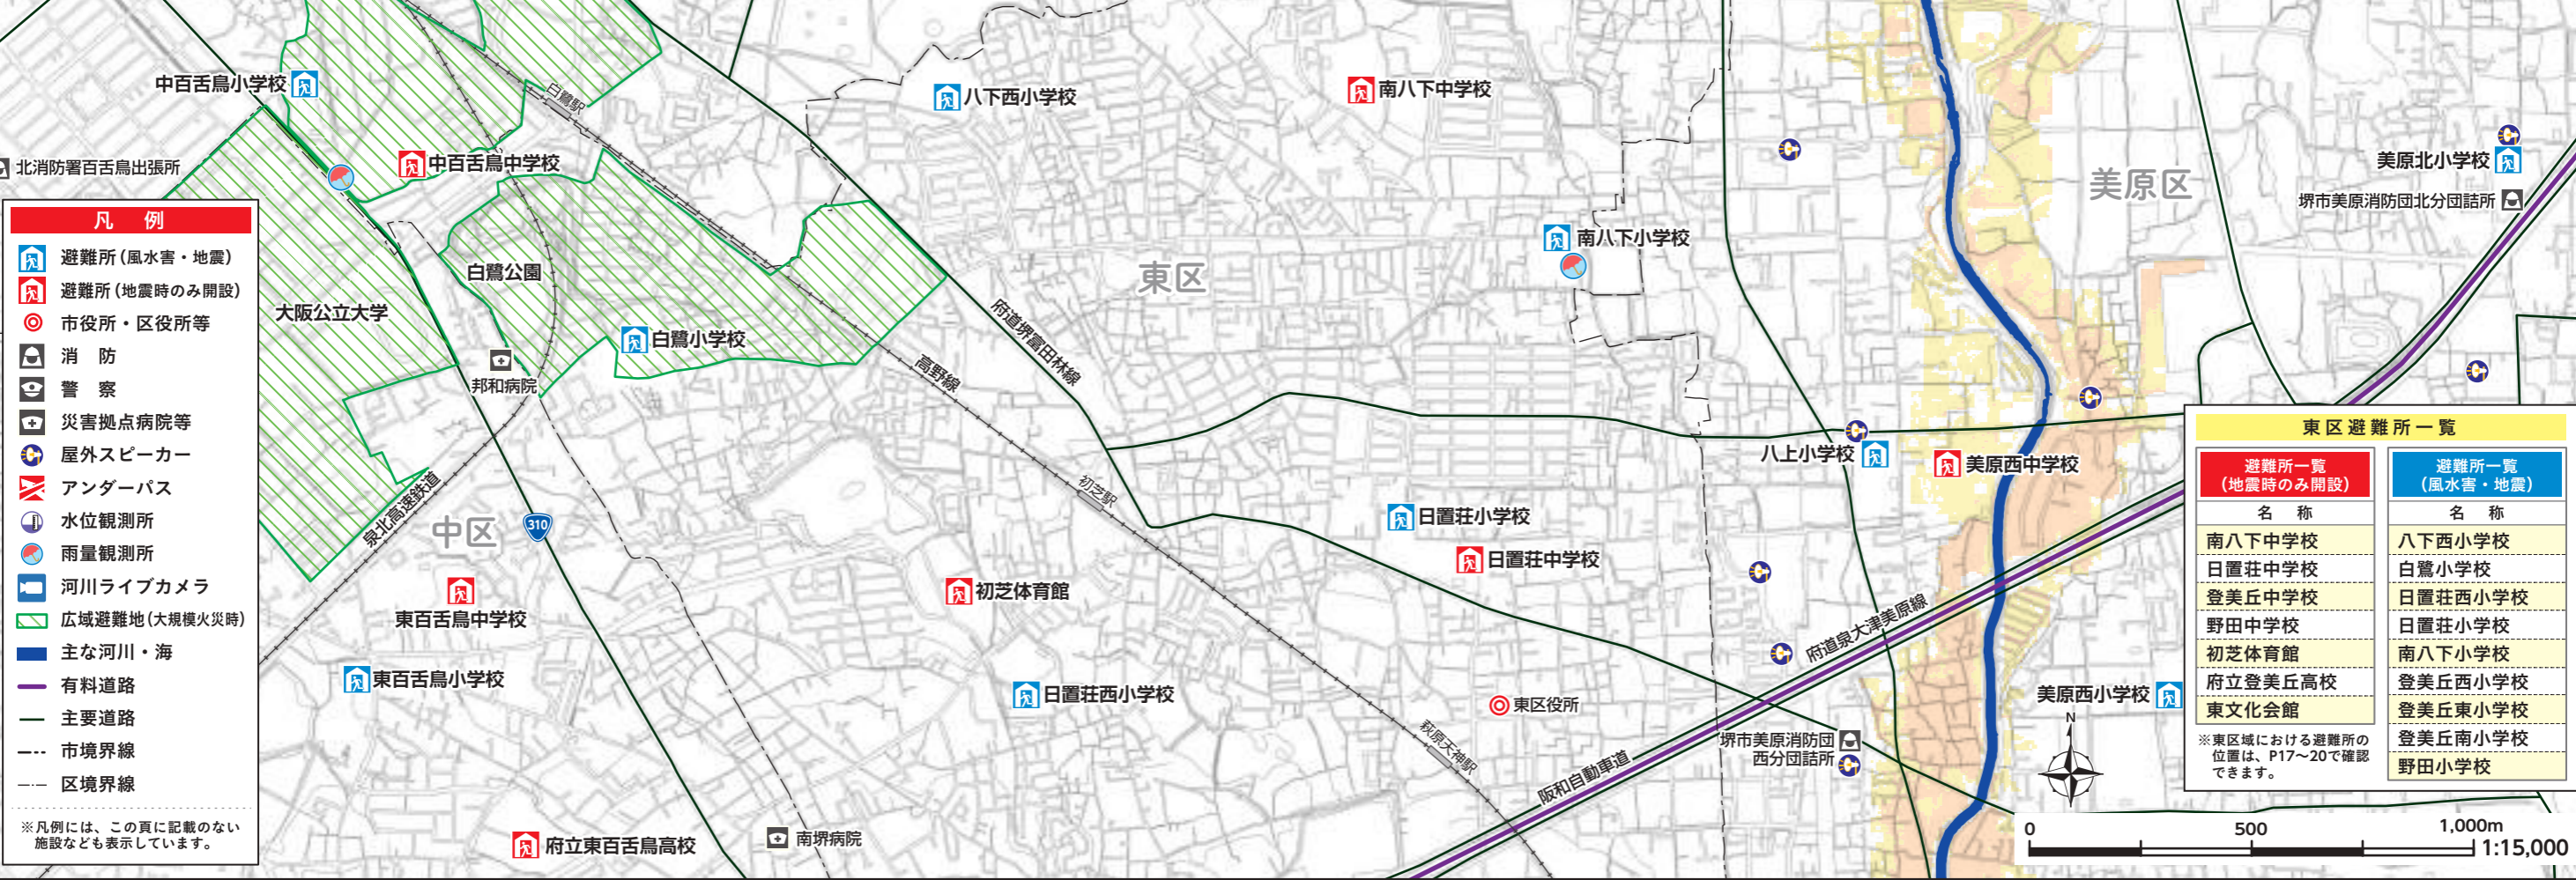 中百舌鳥小学校
白鷺駅
八下西小学校
南八下中学校
北消防署百舌鳥出張所
中百舌鳥中学校
美原北小学校
美原区
堺市美原消防団北分団詰所
南八下小学校
東区
白鷺公園
大阪公立大学
白鷺小学校
府道堺富田林線
高野線
邦和病院
八上小学校
美原西中学校
初芝駅
泉北高速鉄道
中区
310
日置荘小学校
日置荘中学校
初芝体育館
東百舌鳥中学校
府道泉大津美原線
東百舌鳥小学校
日置荘西小学校
東区役所
美原西小学校
萩原天神駅
堺市美原消防団
西分団詰所
阪和自動車道
府立東百舌鳥高校
南堺病院
凡 例
避難所(風水害・地震)
避難所(地震時のみ開設)
市役所・区役所等
消 防
警 察
災害拠点病院等
屋外スピーカー
アンダーパス
水位観測所
雨量観測所
河川ライブカメラ
広域避難地(大規模火災時)
主な河川・海
有料道路
主要道路
市境界線
区境界線
※凡例には、この頁に記載のない
施設なども表示しています。
東区避難所一覧
避難所一覧
(地震時のみ開設)
名 称
南八下中学校
日置荘中学校
登美丘中学校
野田中学校
初芝体育館
府立登美丘高校
東文化会館
※東区域における避難所の
位置は、P17〜20で確認
できます。
避難所一覧
(風水害・地震)
名 称
八下西小学校
白鷺小学校
日置荘西小学校
日置荘小学校
南八下小学校
登美丘西小学校
登美丘東小学校
登美丘南小学校
野田小学校
N
0 500 1,000m
1:15,000